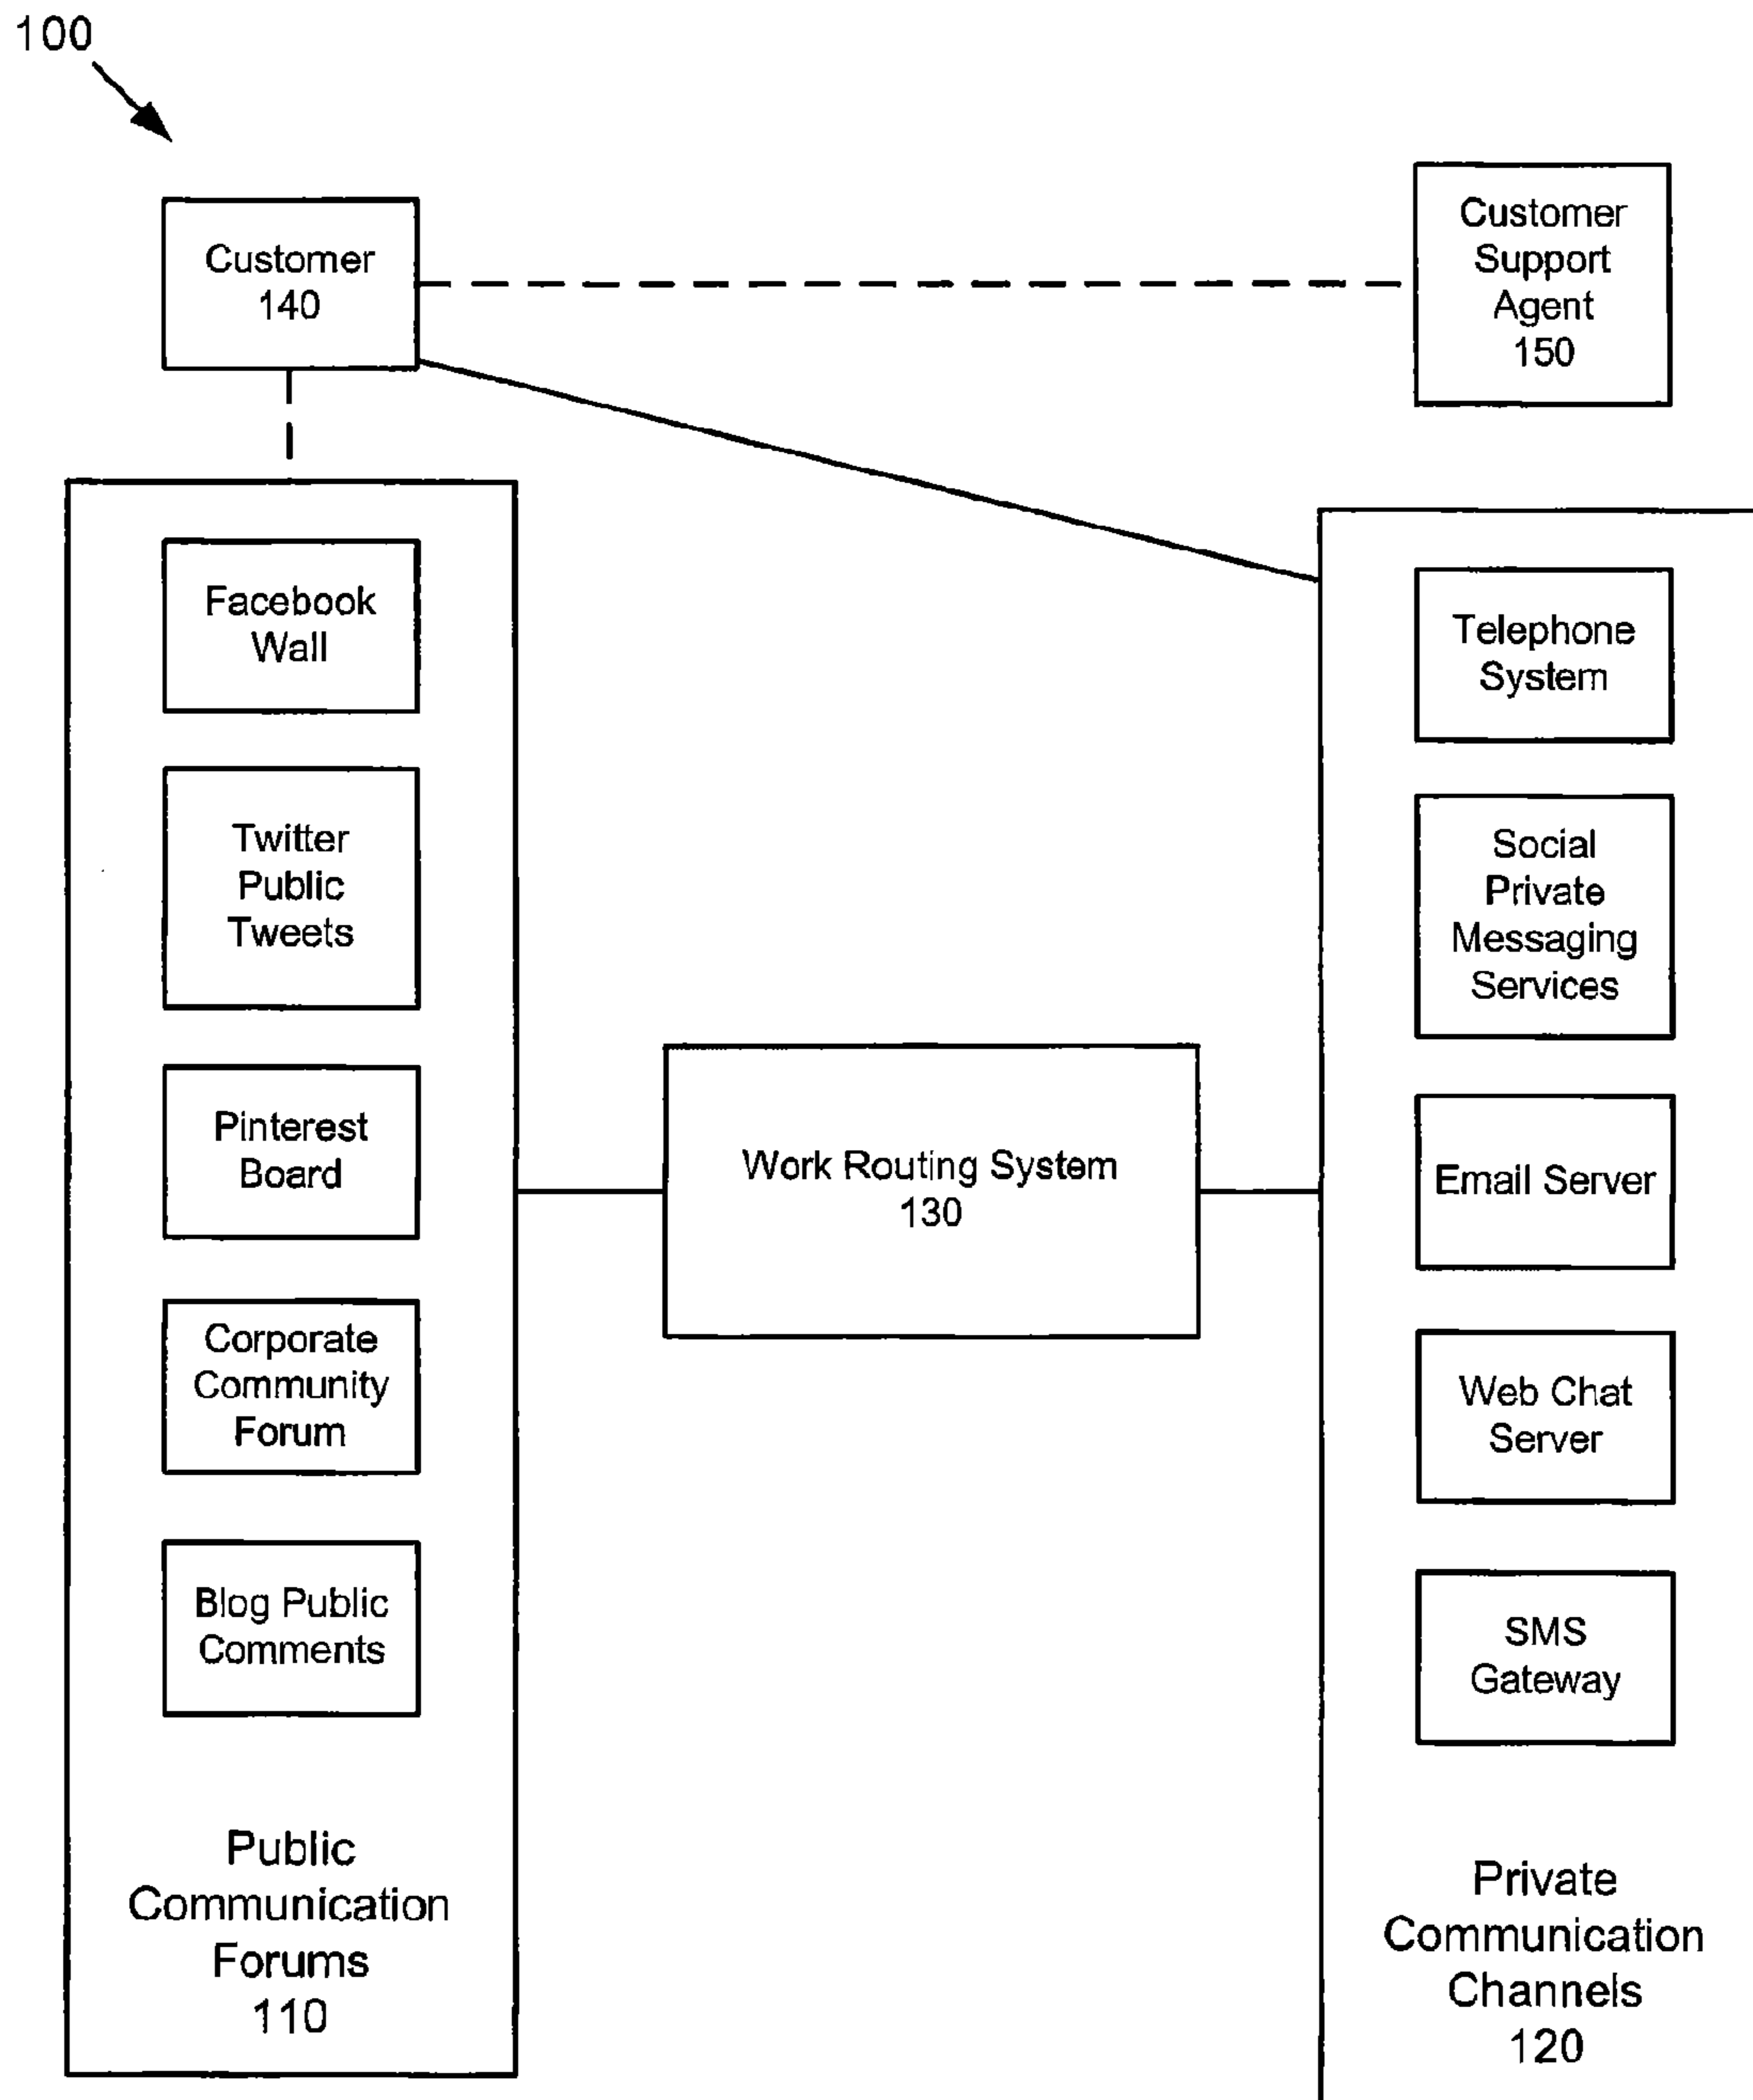 100
Customer
140
Customer
Support
Agent
150
Facebook
Wall
Twitter
Public
Tweets
Pinterest
Board
Corporate
Community
Forum
Blog Public
Comments
Public
Communication
Forums
110
Work Routing System
130
Telephone
System
Social
Private
Messaging
Services
Email Server
Web Chat
Server
SMS
Gateway
Private
Communication
Channels
120